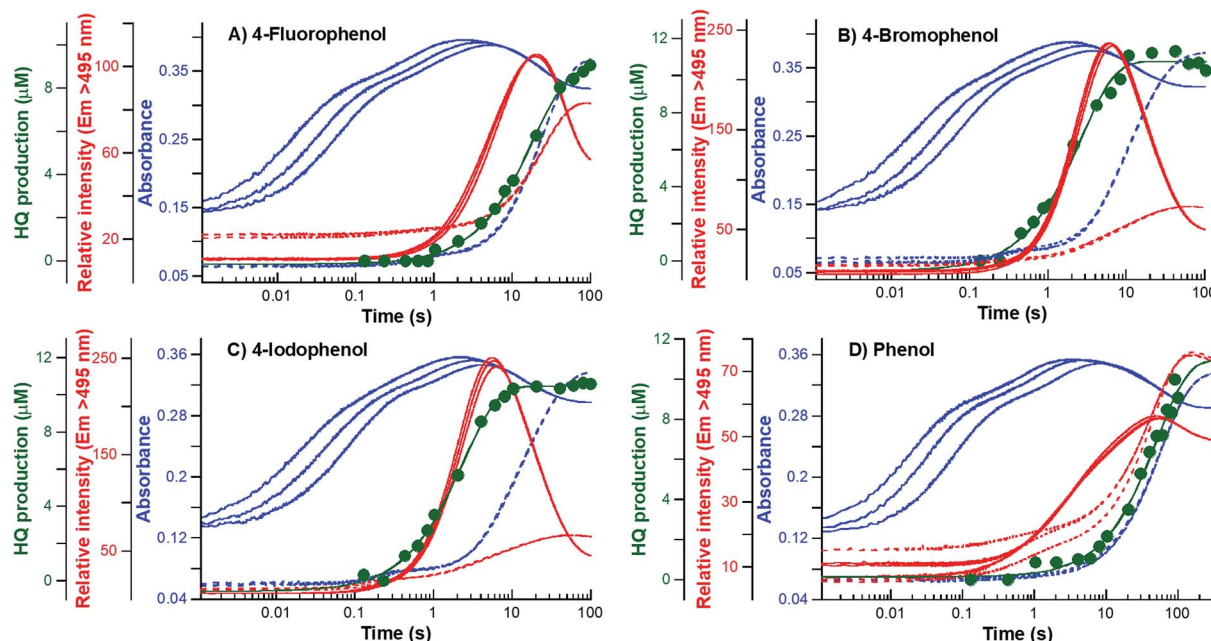 A) 4-Fluorophenol
HQ production (μM)
8
4
0
Relative intensity (Em >495 nm)
100
60
20
Absorbance
0.35
0.25
0.15
0.05
0.01 0.1 1 10 100
Time (s)
B) 4-Bromophenol
HQ production (μM)
12
8
4
0
Relative intensity (Em >495 nm)
250
150
50
Absorbance
0.35
0.25
0.15
0.05
0.01 0.1 1 10 100
Time (s)
C) 4-Iodophenol
HQ production (μM)
12
8
4
0
Relative intensity (Em >495 nm)
250
150
50
Absorbance
0.36
0.28
0.2
0.12
0.04
0.01 0.1 1 10 100
Time (s)
D) Phenol
HQ production (μM)
12
8
4
0
Relative intensity (Em >495 nm)
70
50
30
10
Absorbance
0.36
0.28
0.2
0.12
0.04
0.01 0.1 1 10 100
Time (s)